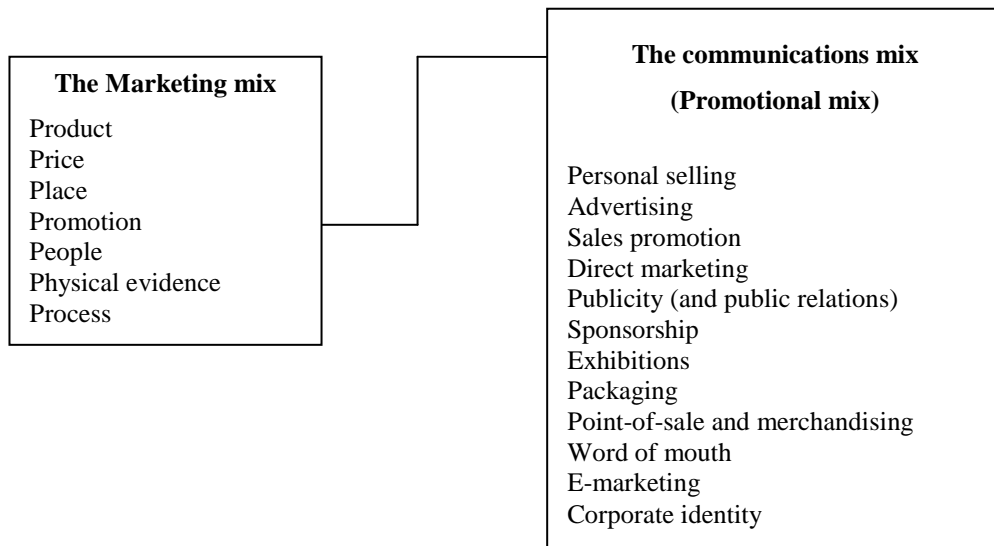 The Marketing mix
Product
Price
Place
Promotion
People
Physical evidence
Process
The communications mix
(Promotional mix)
Personal selling
Advertising
Sales promotion
Direct marketing
Publicity (and public relations)
Sponsorship
Exhibitions
Packaging
Point-of-sale and merchandising
Word of mouth
E-marketing
Corporate identity